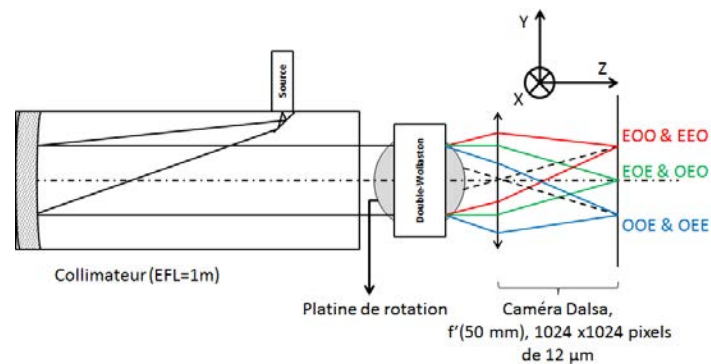 Y
Z
X
Source
Double-Wollaston
EOO & EEO
EOE & OEO
OOE & OEE
Collimateur (EFL=1m)
Platine de rotation
Caméra Dalsa,
f'(50 mm), 1024 x1024 pixels
de 12 µm